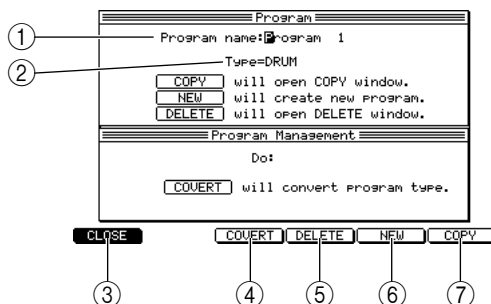 Program
① Program name:Program 1
② Type=DRUM
COPY will open COPY window.
NEW will create new program.
DELETE will open DELETE window.
Program Management
Do:
COVERT will convert program type.
CLOSE COVERT DELETE NEW COPY
③ ④ ⑤ ⑥ ⑦